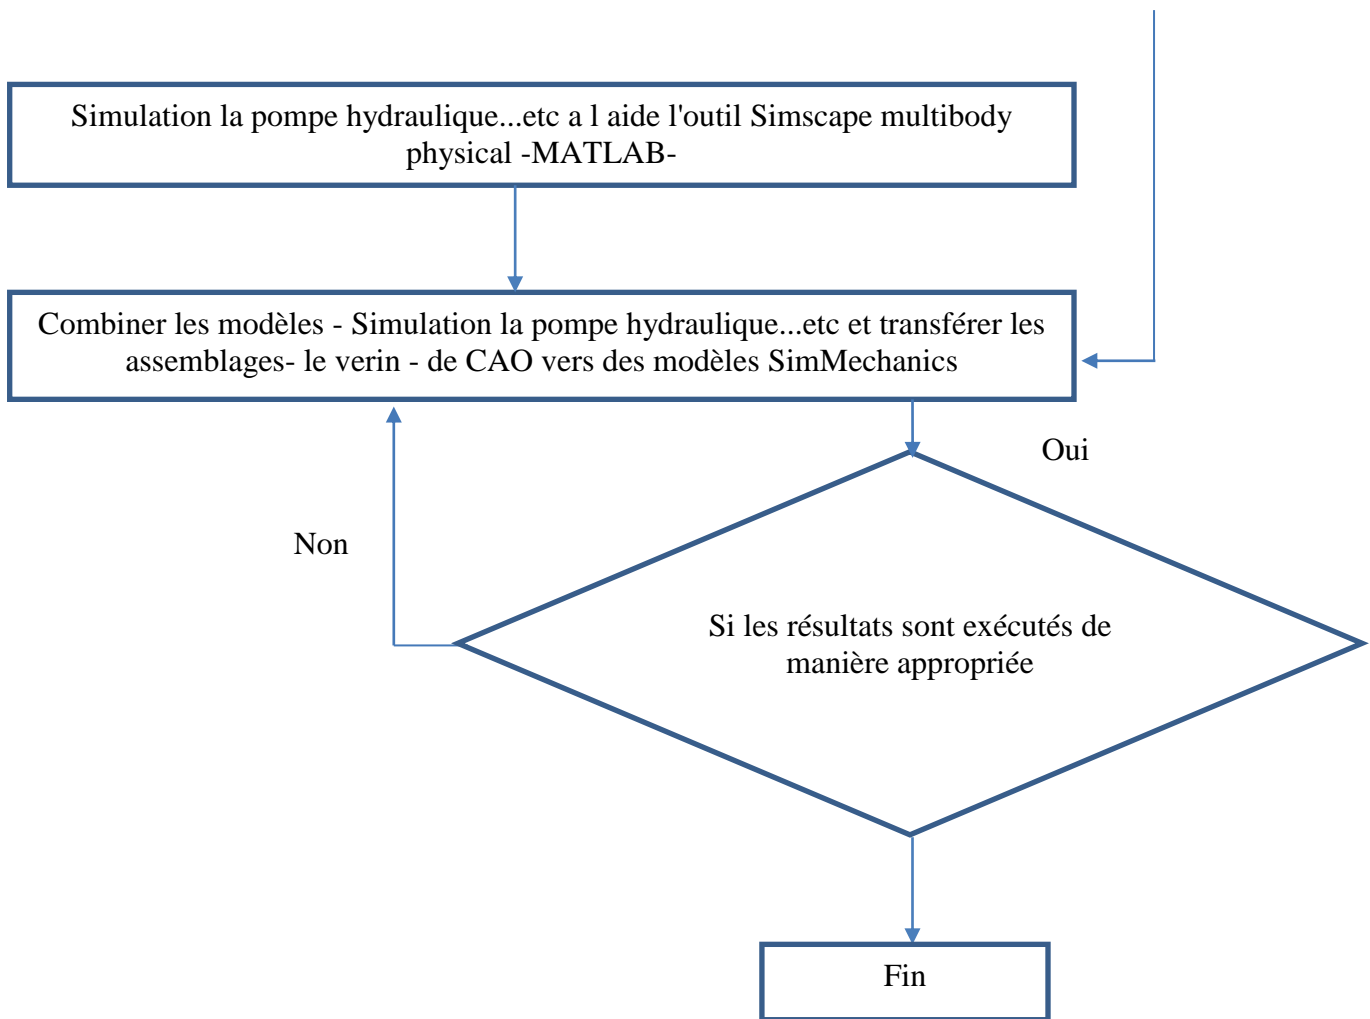 Simulation la pompe hydraulique...etc a l aide l'outil Simscape multibody
physical -MATLAB-
Combiner les modèles - Simulation la pompe hydraulique...etc et transférer les
assemblages- le verin - de CAO vers des modèles SimMechanics
Oui
Non
Si les résultats sont exécutés de
manière appropriée
Fin